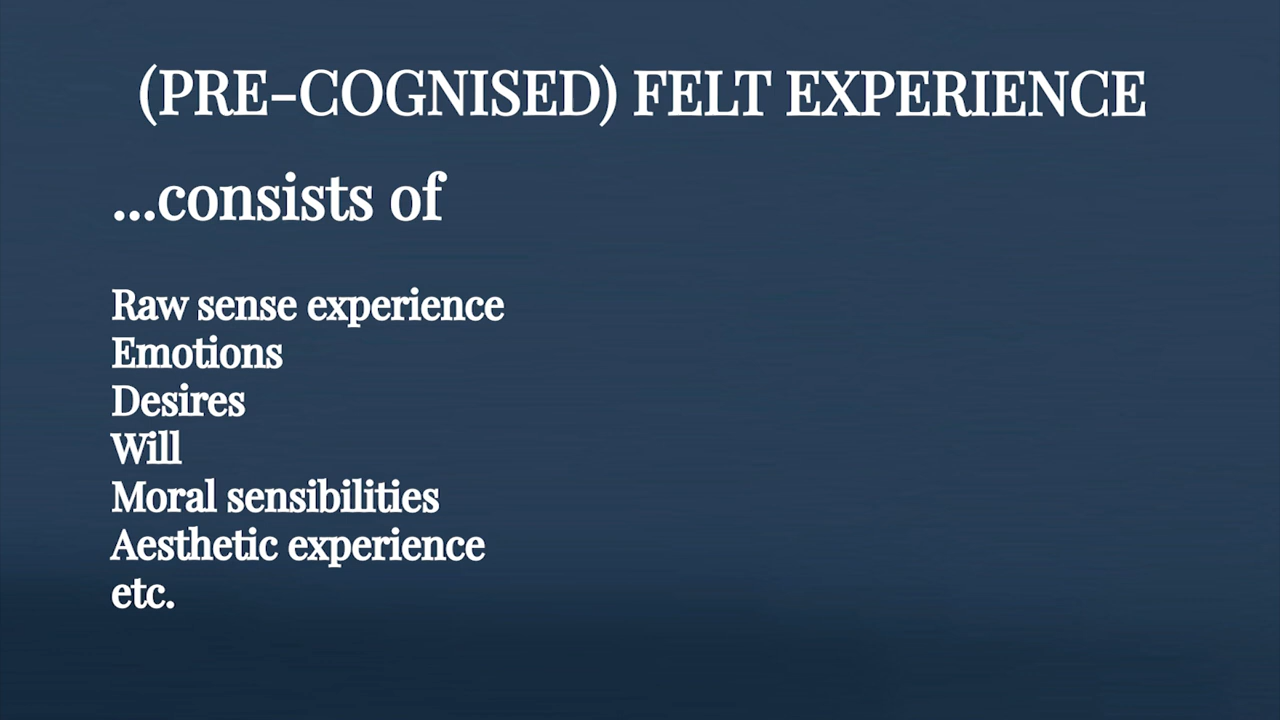 (PRE-COGNISED) FELT EXPERIENCE
...consists of
Raw sense experience
Emotions
Desires
Will
Moral sensibilities
Aesthetic experience
etc.